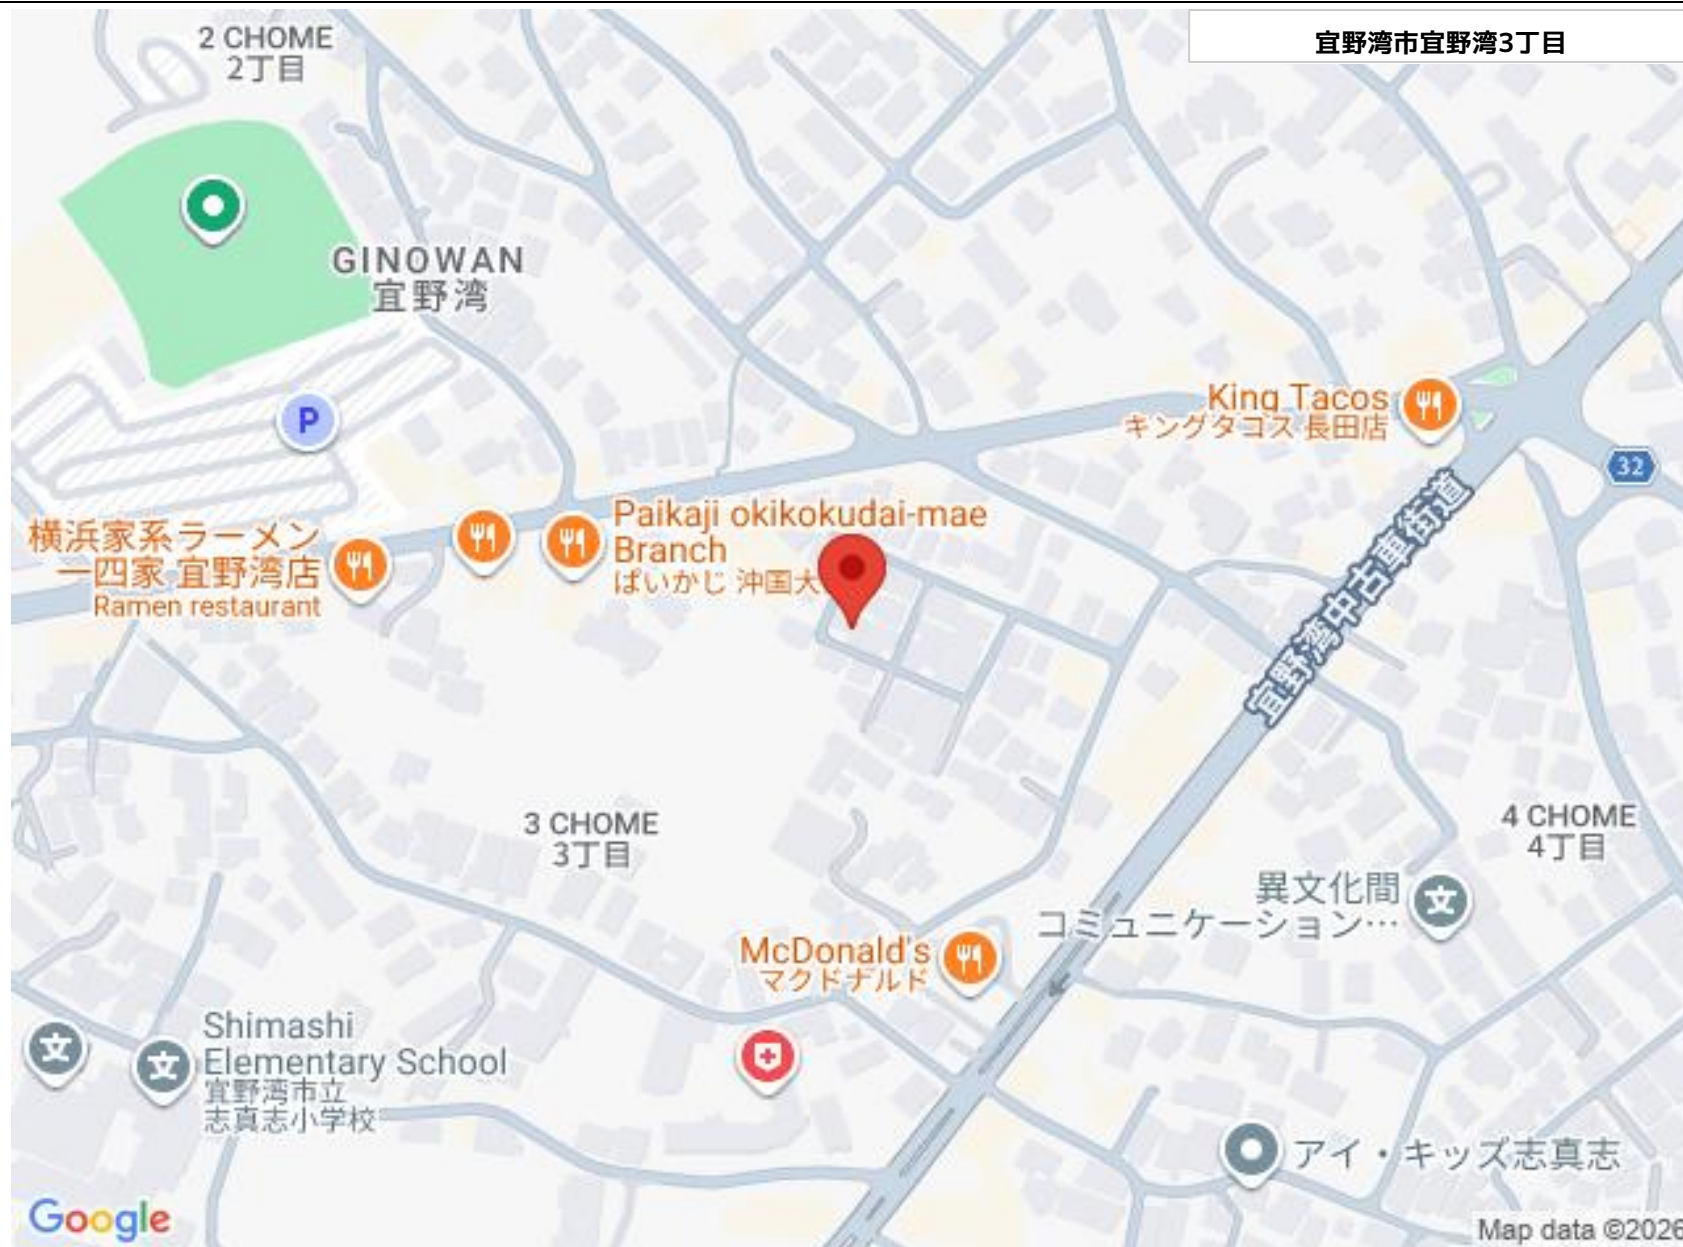 宜野湾市宜野湾3丁目
2 CHOME
2丁目
GINOWAN
宜野湾
P
King Tacos
キングタコス 長田店
32
宜野湾中古車街道
横浜家系ラーメン
一四家 宜野湾店
Ramen restaurant
Paikaji okikokudai-mae
Branch
ぱいかじ 沖国大
3 CHOME
3丁目
4 CHOME
4丁目
異文化間
コミュニケーション…
文
McDonald's
マクドナルド
文
文
Shimashi
Elementary School
宜野湾市立
志真志小学校
アイ・キッズ志真志
Google
Map data ©2026